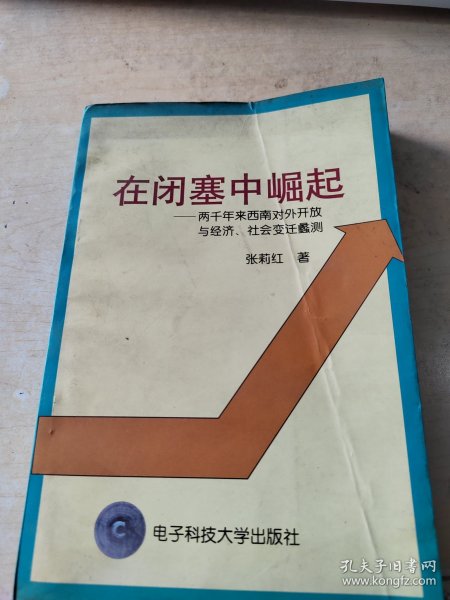 在闭塞中崛起
——两千年来西南对外开放
与经济、社会变迁蠡测
张莉红 著
C
电子科技大学出版社
孔夫子旧书网
www.kongfz.com